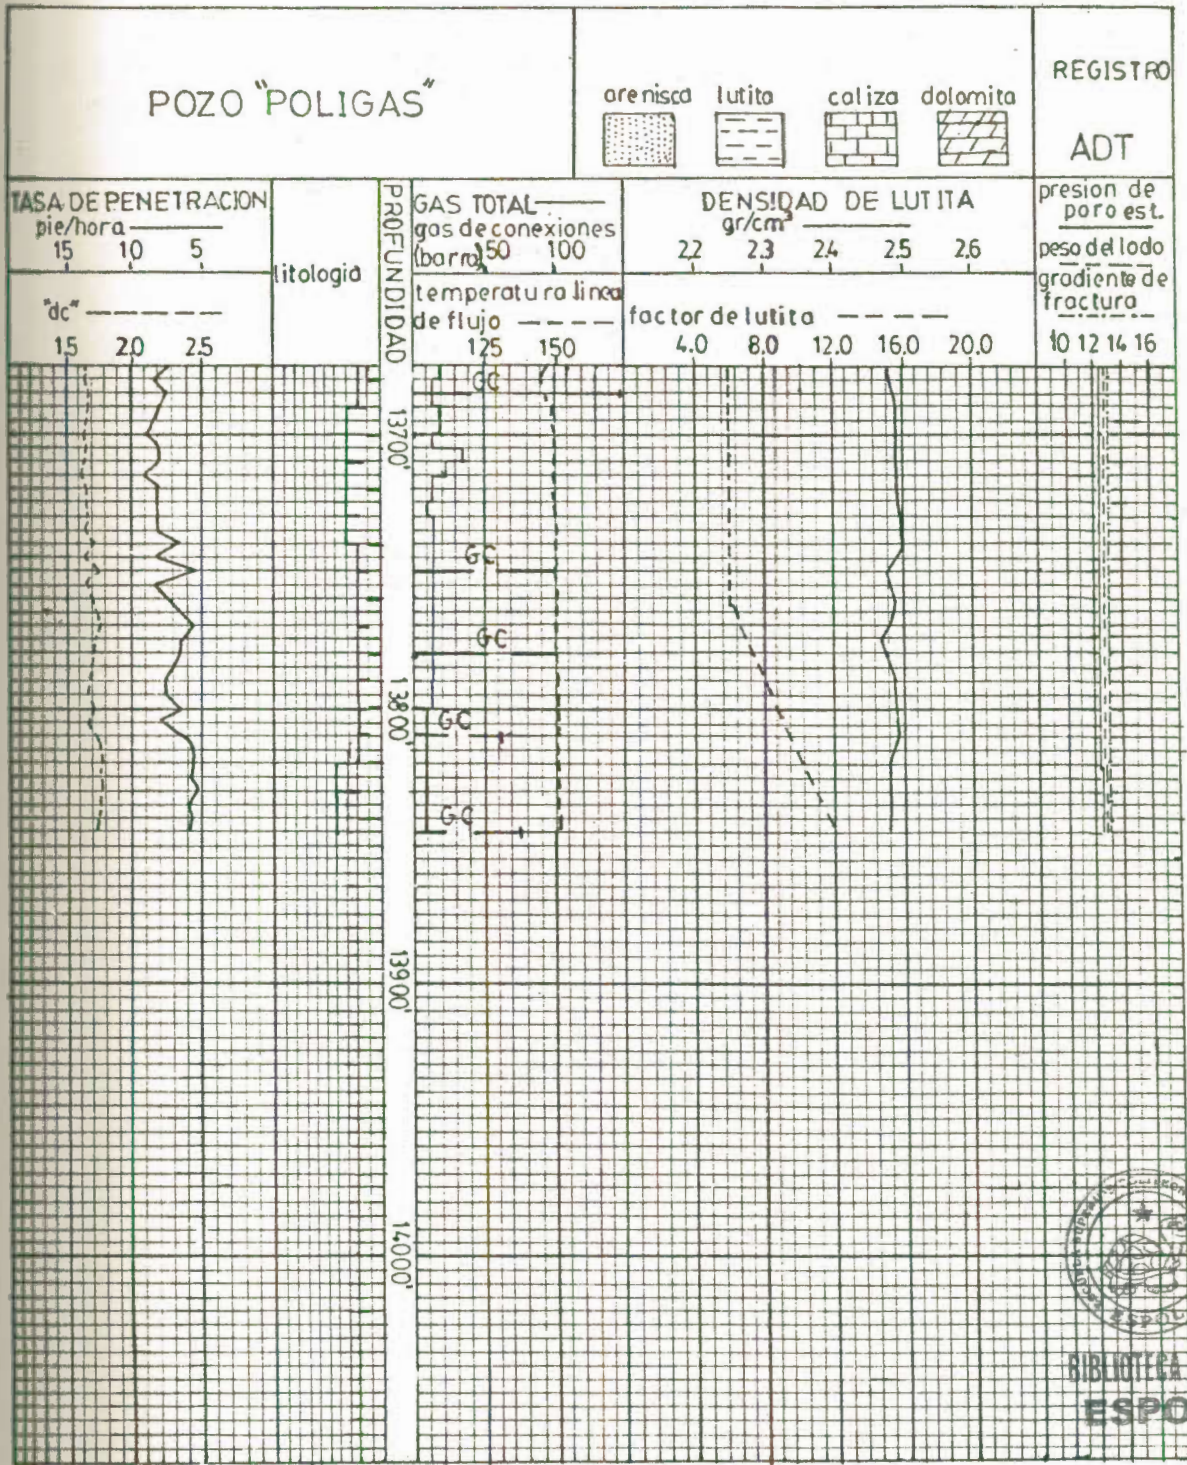 POZO "POLIGAS"
arenisca lutita caliza dolomita
REGISTRO
ADT
TASA DE PENETRACION
pie/hora
15 10 5
"dc"
1.5 2.0 2.5
litologia
PROFUNDIDAD
GAS TOTAL
gas de conexiones
(barra) 50 100
temperatura linea
de flujo
125 150
DENSIDAD DE LUTITA
gr/cm³
2.2 2.3 2.4 2.5 2.6
factor de lutita
4.0 8.0 12.0 16.0 20.0
presion de
poro est.
peso del lodo
gradiente de
fractura
10 12 14 16
GC
13700'
GC
GC
13800'
GC
GC
13900'
14000'
ESPOL
BIBLIOTECA
ESPO